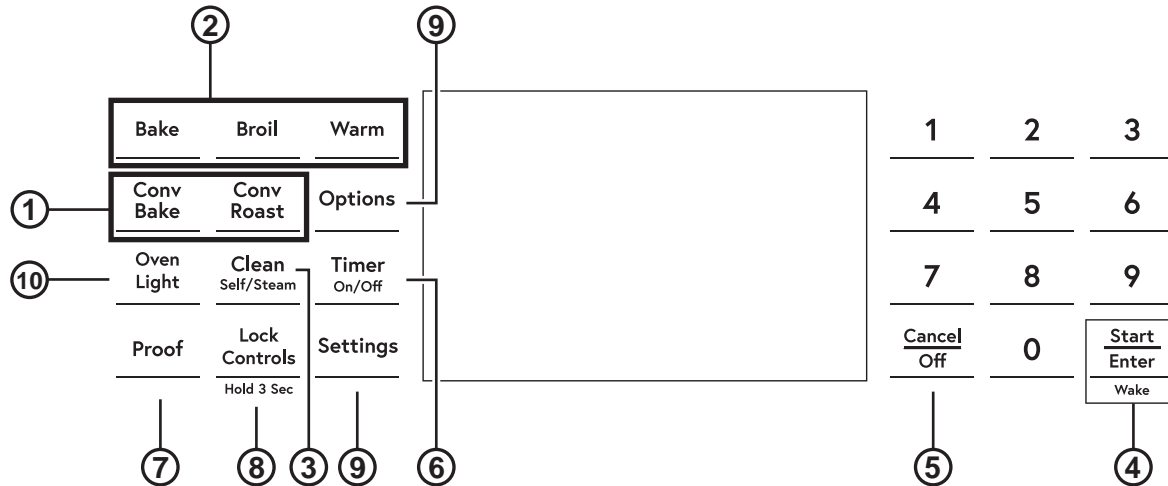 2
9
Bake Broil Warm 1 2 3
Conv Bake
Conv Roast
Options
4 5 6
1
10
Oven Light
Clean
Self/Steam
Timer
On/Off
7 8 9
Proof
Lock Controls
Hold 3 Sec
Settings
Cancel
Off
0
Start
Enter
Wake
7 8 3 9 6 5 4